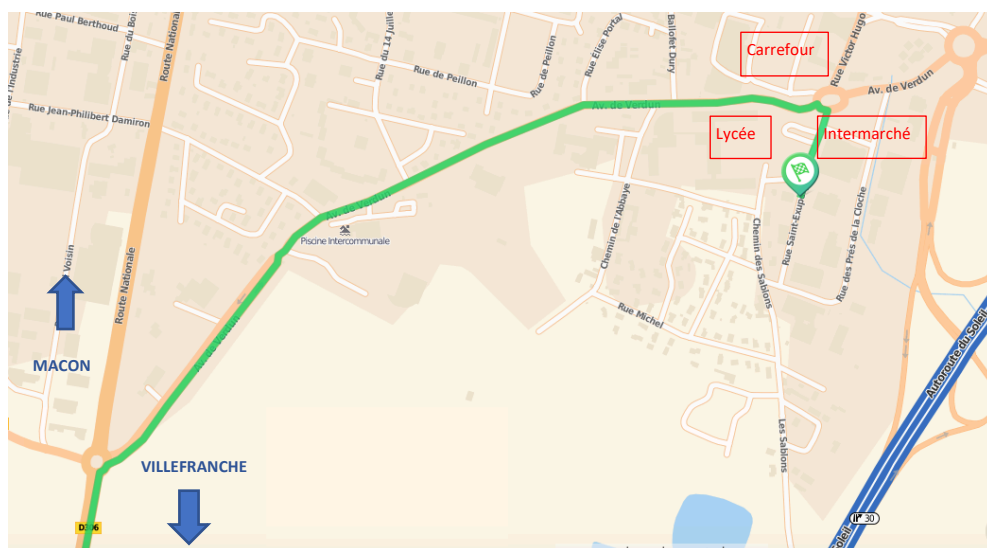 Rue Paul Berthoud
Rue du Bois
Route Nationale
Rue du 14 Juille
Rue de Peillon
Rue de Peillon
Rue Elise Portal
Ballofet Dury
Carrefour
Rue Victor Hugo
Av. de Verdun
de l'Industrie
Rue Jean-Philibert Damiron
Av. de Verdun
Lycée
Intermarché
Av. de Verdun
Piscine Intercommunale
Chemin de l'Abbaye
Chemin des Sablons
Rue Saint-Exupé
Rue des Prés de la Cloche
Voisin
Route Nationale
Rue Michel
Autoroute du Soleil
Av. de Verdun
MACON
Les Sablons
VILLEFRANCHE
D306
30
Soleil